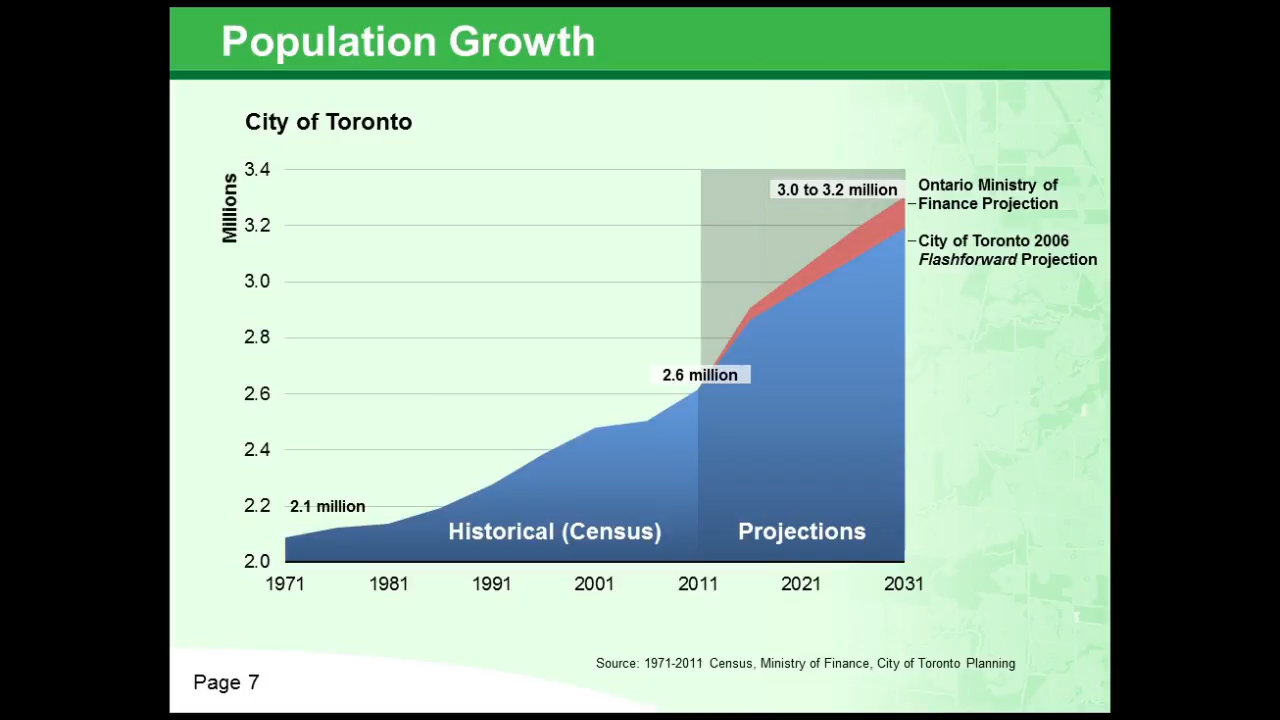 Population Growth
City of Toronto
Millions
3.4
3.2
3.0
2.8
2.6
2.4
2.2
2.0
3.0 to 3.2 million
Ontario Ministry of
Finance Projection
City of Toronto 2006
Flashforward Projection
2.6 million
2.1 million
Historical (Census)
Projections
1971 1981 1991 2001 2011 2021 2031
Source: 1971-2011 Census, Ministry of Finance, City of Toronto Planning
Page 7